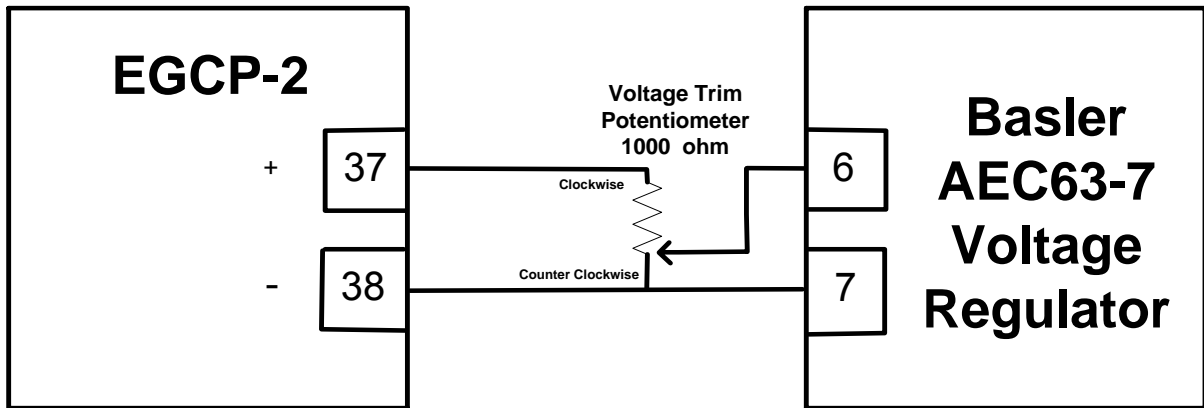 EGCP-2
+
37
-
38
Voltage Trim
Potentiometer
1000 ohm
Clockwise
Counter Clockwise
6
7
Basler
AEC63-7
Voltage
Regulator